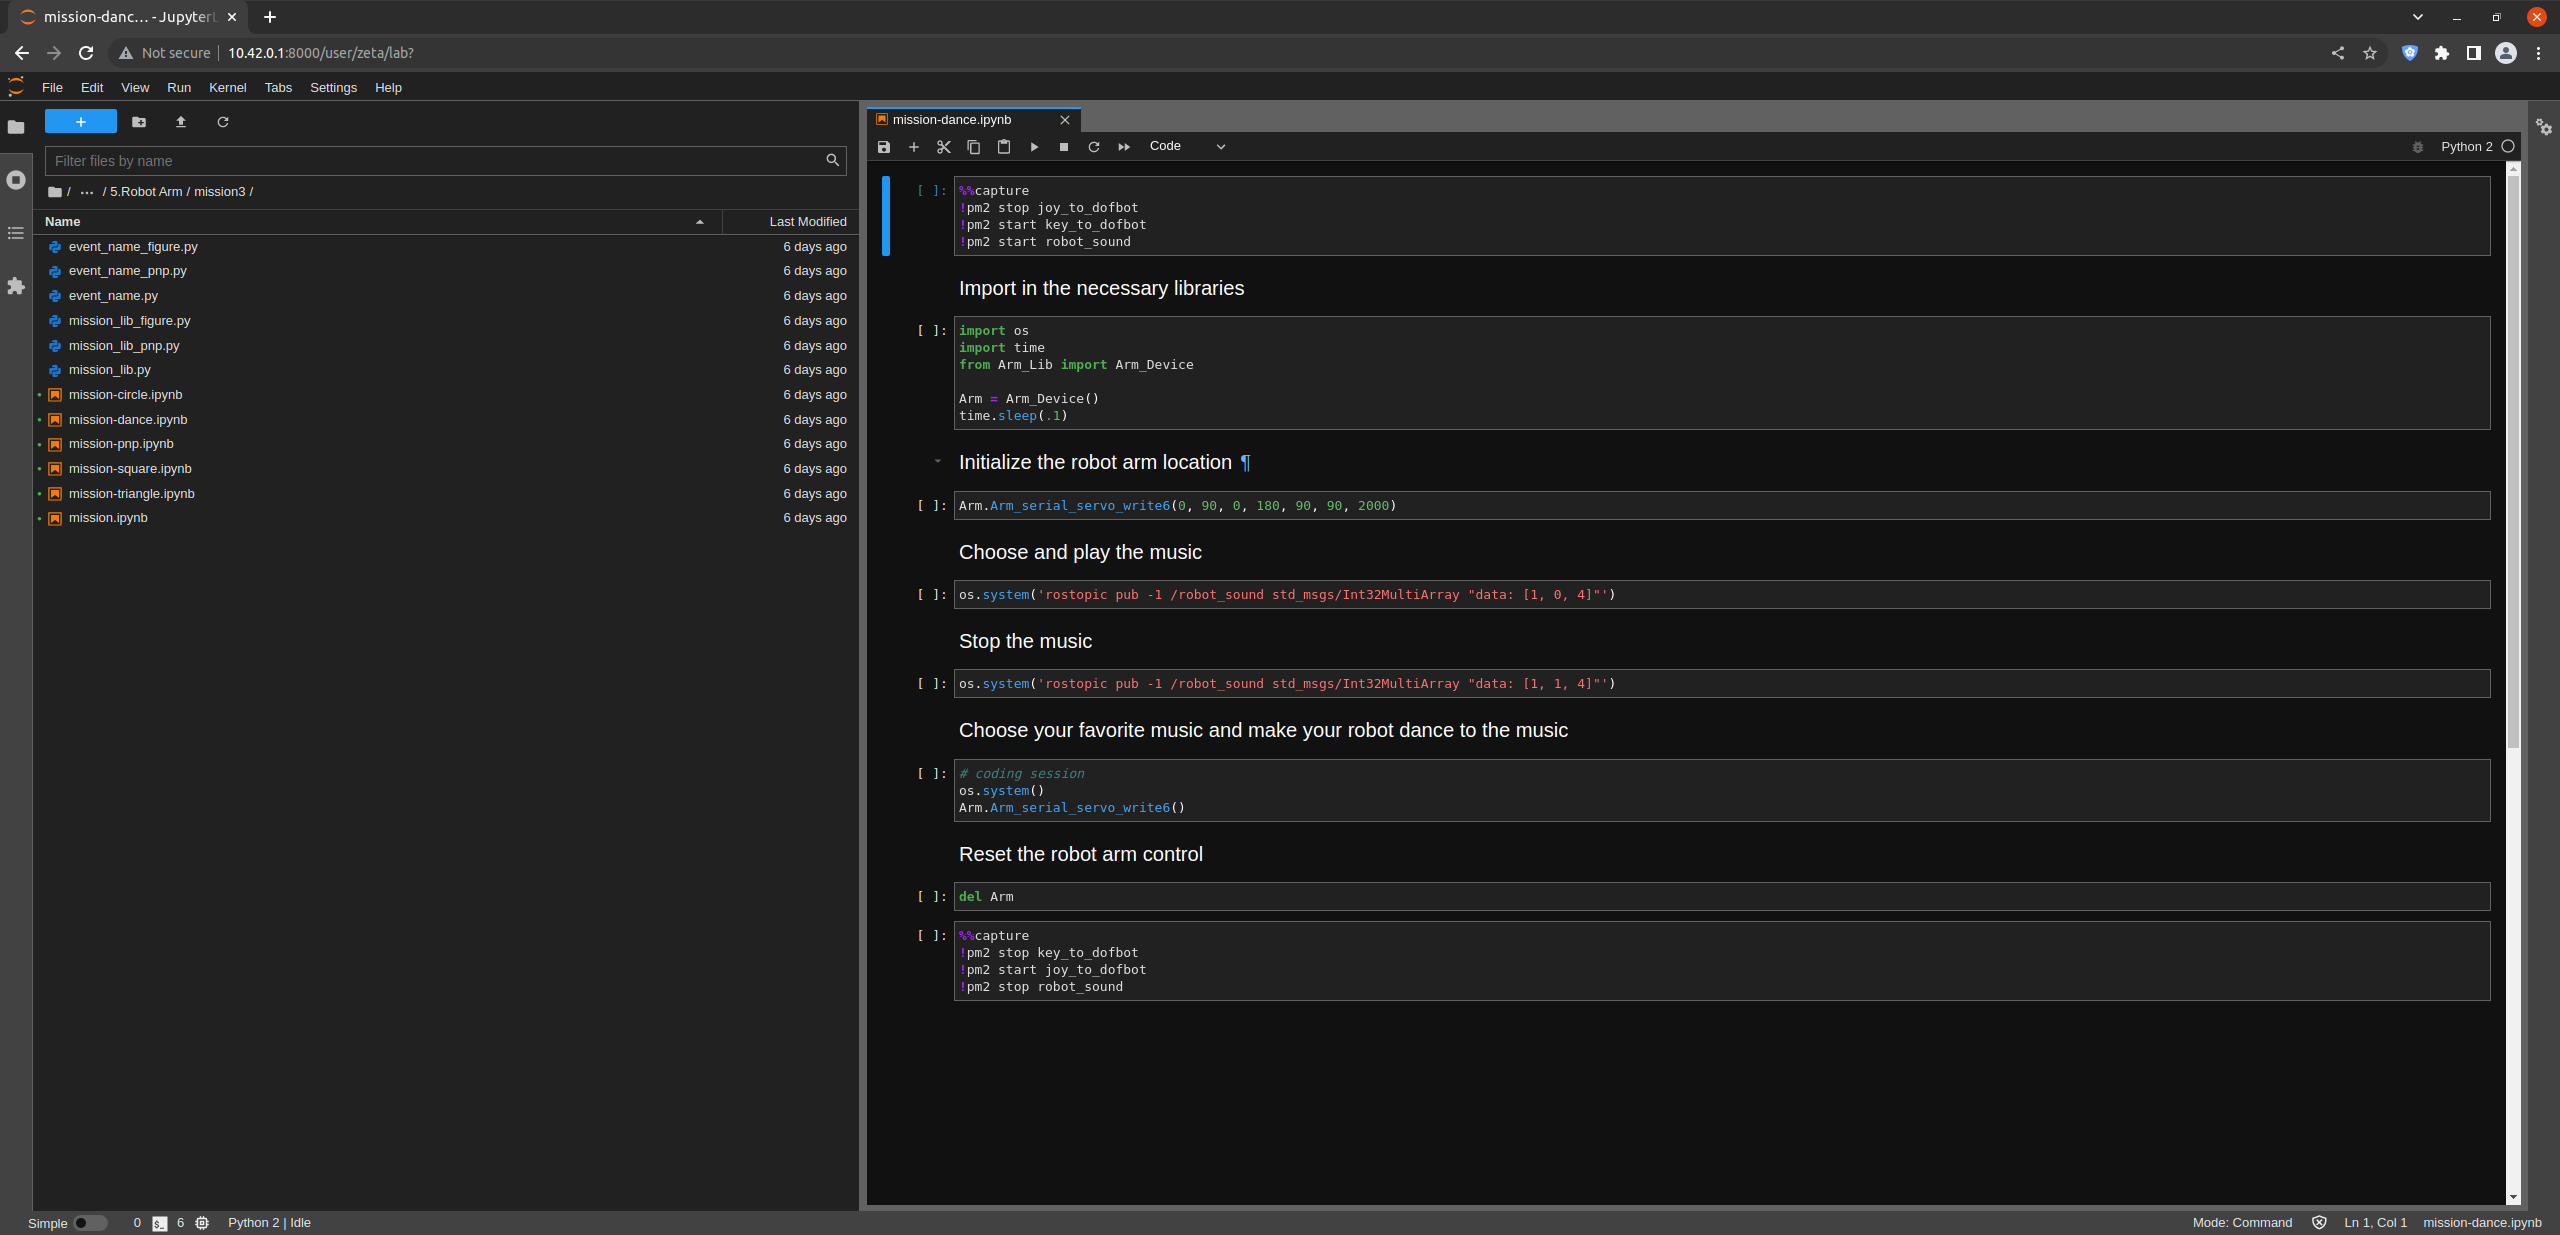 mission-danc… - JupyterL
Not secure
10.42.0.1:8000/user/zeta/lab?
File Edit View Run Kernel Tabs Settings Help
Filter files by name
/ … / 5.Robot Arm / mission3 /
Name Last Modified
event_name_figure.py 6 days ago
event_name_pnp.py 6 days ago
event_name.py 6 days ago
mission_lib_figure.py 6 days ago
mission_lib_pnp.py 6 days ago
mission_lib.py 6 days ago
mission-circle.ipynb 6 days ago
mission-dance.ipynb 6 days ago
mission-pnp.ipynb 6 days ago
mission-square.ipynb 6 days ago
mission-triangle.ipynb 6 days ago
mission.ipynb 6 days ago
mission-dance.ipynb
Code
Python 2
[ ]: %%capture
!pm2 stop joy_to_dofbot
!pm2 start key_to_dofbot
!pm2 start robot_sound
Import in the necessary libraries
[ ]: import os
import time
from Arm_Lib import Arm_Device
Arm = Arm_Device()
time.sleep(.1)
Initialize the robot arm location ¶
[ ]: Arm.Arm_serial_servo_write6(0, 90, 0, 180, 90, 90, 2000)
Choose and play the music
[ ]: os.system('rostopic pub -1 /robot_sound std_msgs/Int32MultiArray "data: [1, 0, 4]"')
Stop the music
[ ]: os.system('rostopic pub -1 /robot_sound std_msgs/Int32MultiArray "data: [1, 1, 4]"')
Choose your favorite music and make your robot dance to the music
[ ]: # coding session
os.system()
Arm.Arm_serial_servo_write6()
Reset the robot arm control
[ ]: del Arm
[ ]: %%capture
!pm2 stop key_to_dofbot
!pm2 start joy_to_dofbot
!pm2 stop robot_sound
Simple 0 $_ 6 Python 2 | Idle
Mode: Command Ln 1, Col 1 mission-dance.ipynb